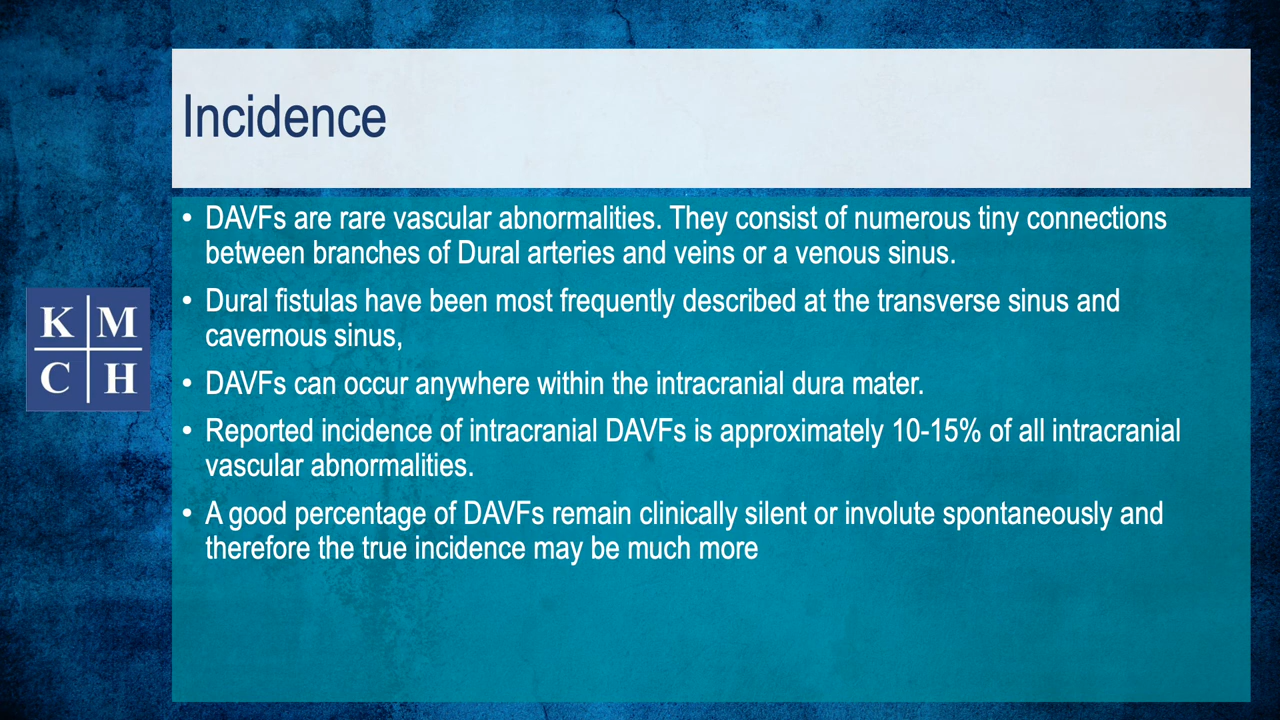 Incidence
• DAVFs are rare vascular abnormalities. They consist of numerous tiny connections
between branches of Dural arteries and veins or a venous sinus.
• Dural fistulas have been most frequently described at the transverse sinus and
cavernous sinus,
• DAVFs can occur anywhere within the intracranial dura mater.
• Reported incidence of intracranial DAVFs is approximately 10-15% of all intracranial
vascular abnormalities.
• A good percentage of DAVFs remain clinically silent or involute spontaneously and
therefore the true incidence may be much more
K M
C H